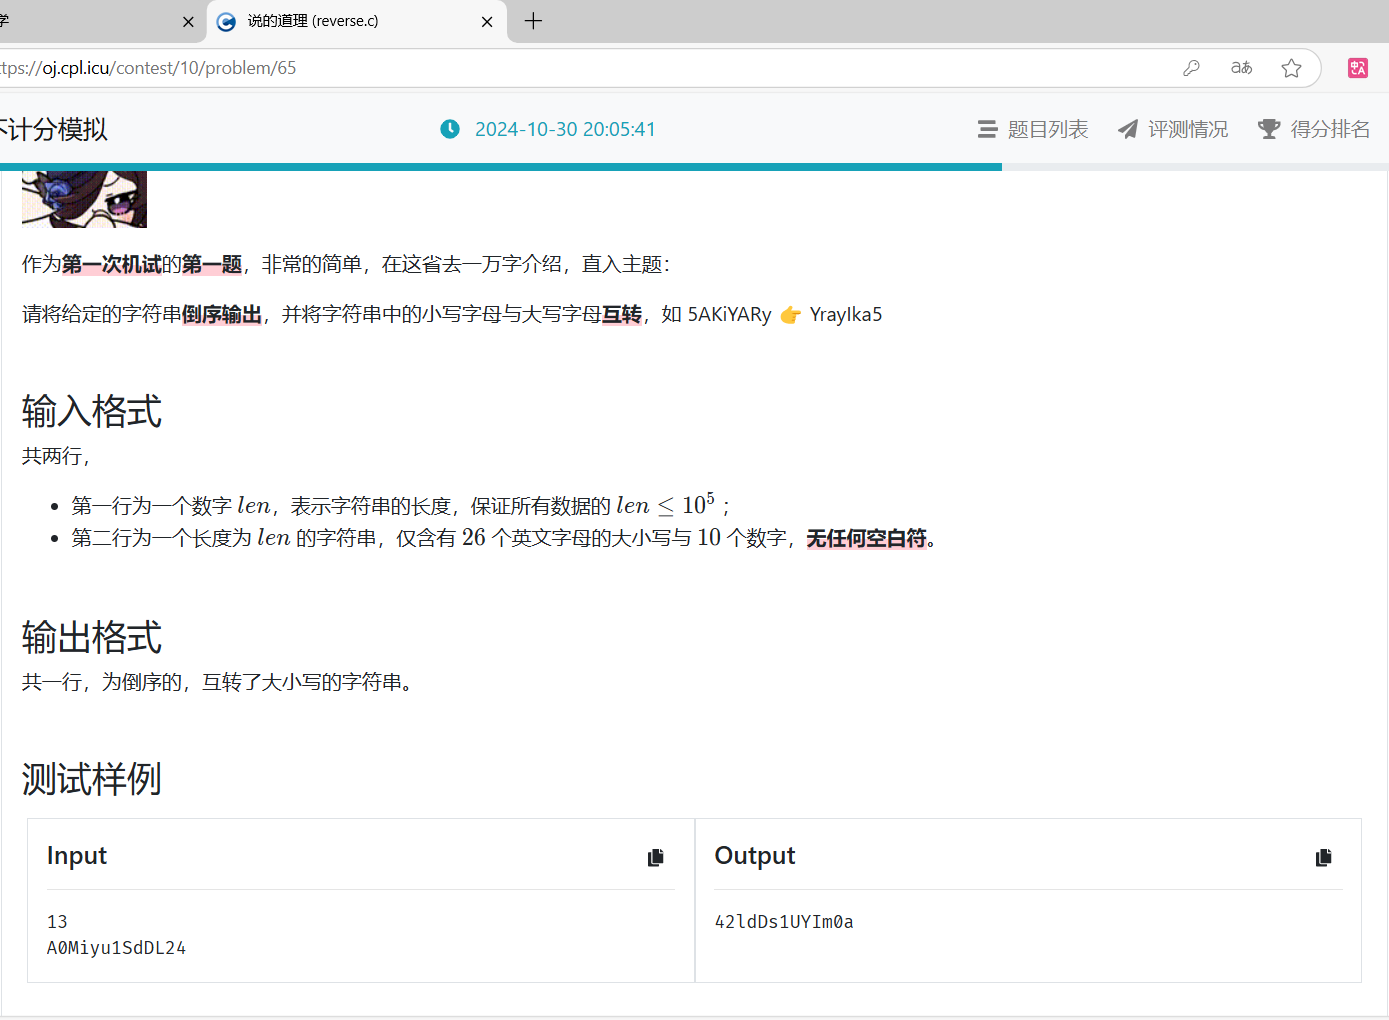 学
说的道理 (reverse.c)
ttps://oj.cpl.icu/contest/10/problem/65
不计分模拟
2024-10-30 20:05:41
题目列表
评测情况
得分排名
作为第一次机试的第一题，非常的简单，在这省去一万字介绍，直入主题：
请将给定的字符串倒序输出，并将字符串中的小写字母与大写字母互转，如 5AKiYARy 👉 YrayIka5
输入格式
共两行，
• 第一行为一个数字 len，表示字符串的长度，保证所有数据的 len ≤ 10⁵；
• 第二行为一个长度为 len 的字符串，仅含有 26 个英文字母的大小写与 10 个数字，无任何空白符。
输出格式
共一行，为倒序的，互转了大小写的字符串。
测试样例
Input
13
A0Miyu1SdDL24
Output
42ldDs1UYIm0a